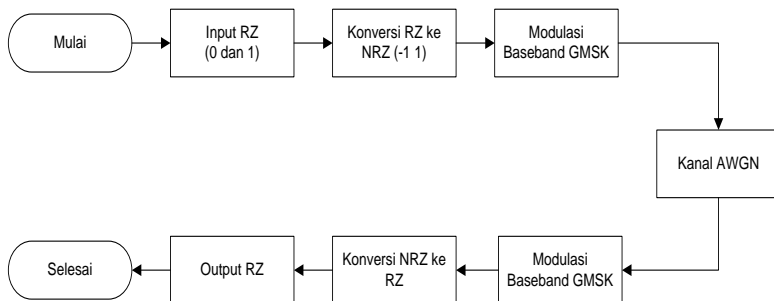 Mulai
Input RZ
(0 dan 1)
Konversi RZ ke
NRZ (-1 1)
Modulasi
Baseband GMSK
Kanal AWGN
Modulasi
Baseband GMSK
Konversi NRZ ke
RZ
Output RZ
Selesai